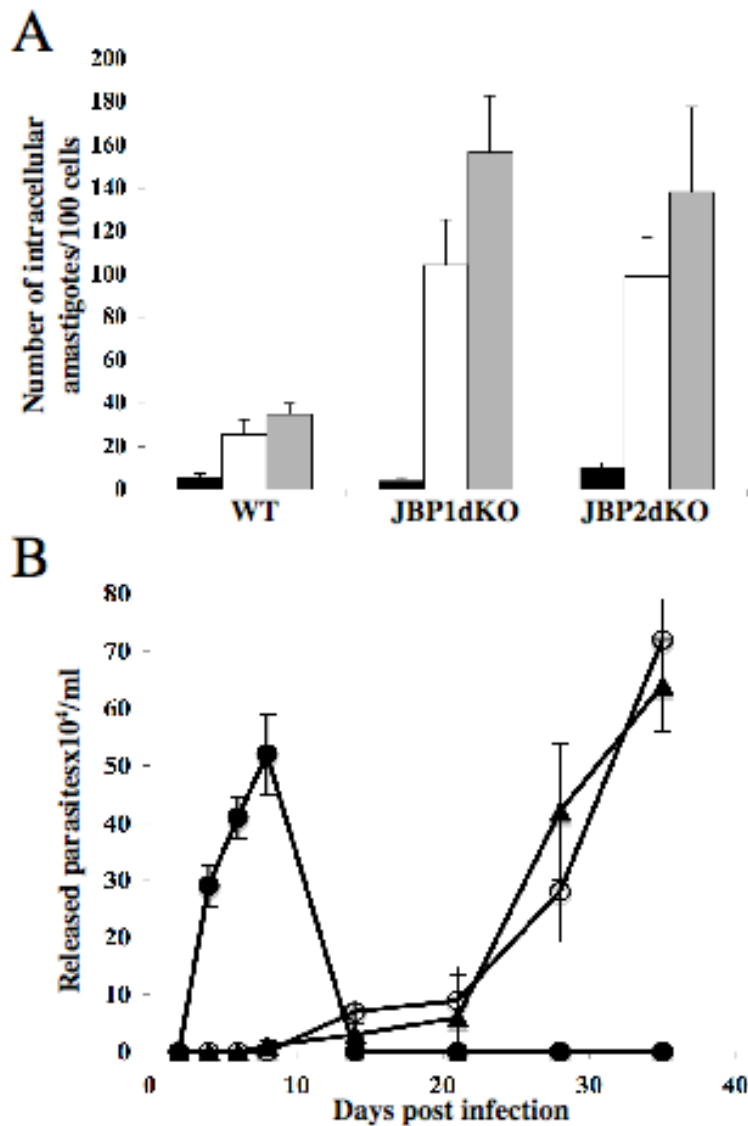 A
Number of intracellular
amastigotes/100 cells
200
180
160
140
120
100
80
60
40
20
0
WT JBP1dKO JBP2dKO
B
Released parasitesx10⁴/ml
80
70
60
50
40
30
20
10
0
0 10 20 30 40
Days post infection